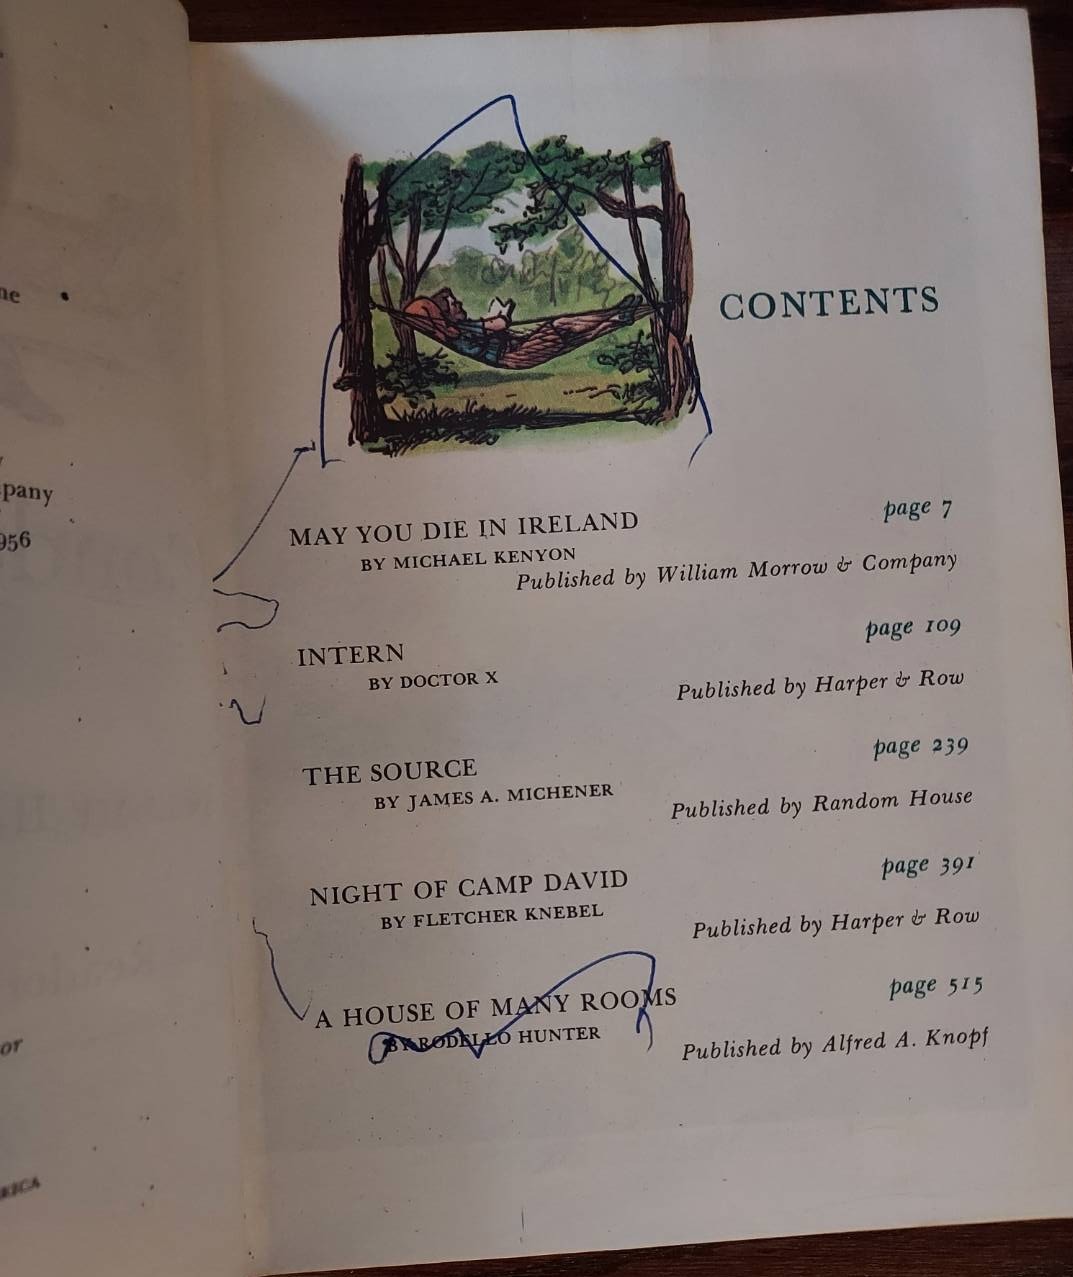 ne
pany
956
or
RICA
CONTENTS
MAY YOU DIE IN IRELAND
page 7
BY MICHAEL KENYON
Published by William Morrow & Company
INTERN
page 109
BY DOCTOR X
Published by Harper & Row
THE SOURCE
page 239
BY JAMES A. MICHENER
Published by Random House
NIGHT OF CAMP DAVID
page 391
BY FLETCHER KNEBEL
Published by Harper & Row
A HOUSE OF MANY ROOMS
page 515
BY RODELLO HUNTER
Published by Alfred A. Knopf